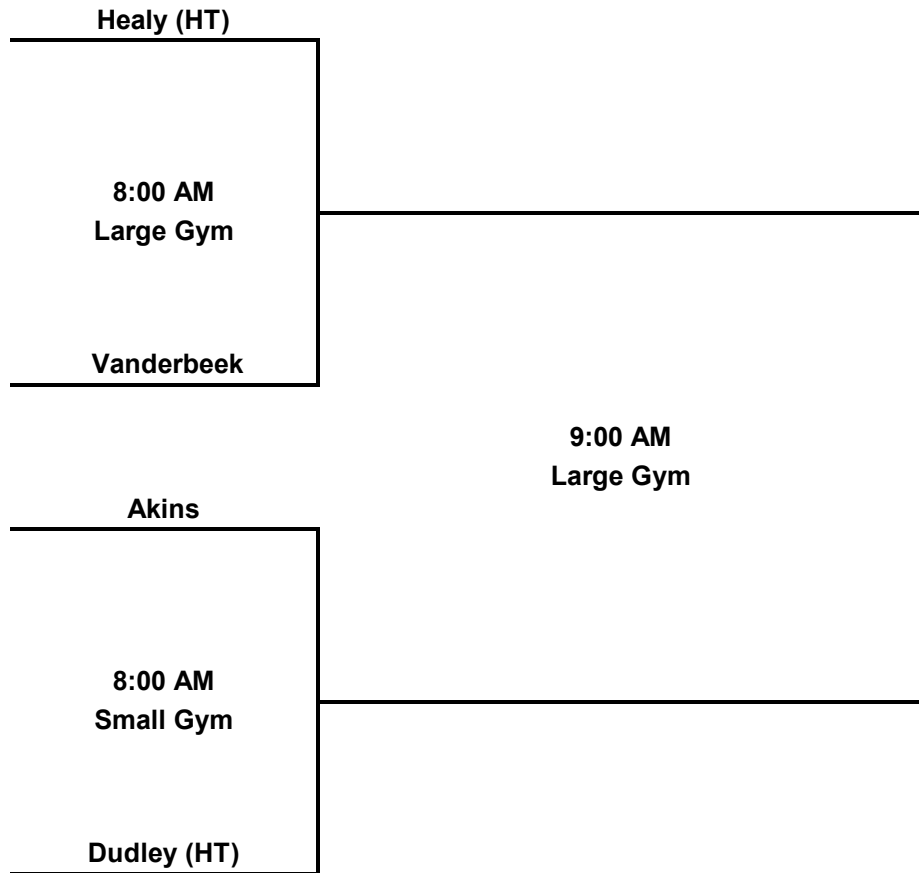 Healy (HT)
8:00 AM
Large Gym
Vanderbeek
9:00 AM
Large Gym
Akins
8:00 AM
Small Gym
Dudley (HT)